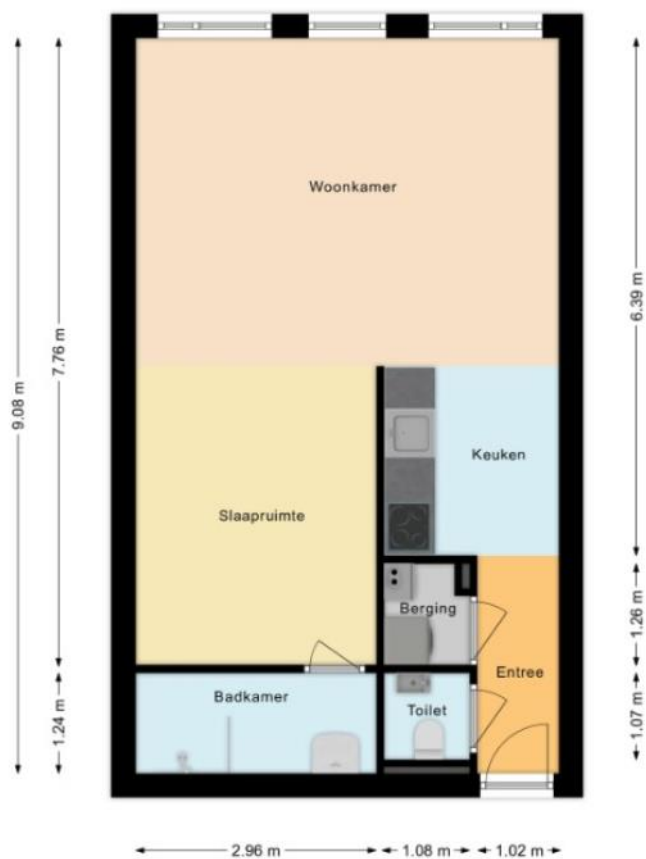 Woonkamer
Keuken
Slaapruimte
Berging
Entree
Badkamer
Toilet
9.08 m
7.76 m
1.24 m
6.39 m
1.26 m
1.07 m
2.96 m
1.08 m
1.02 m